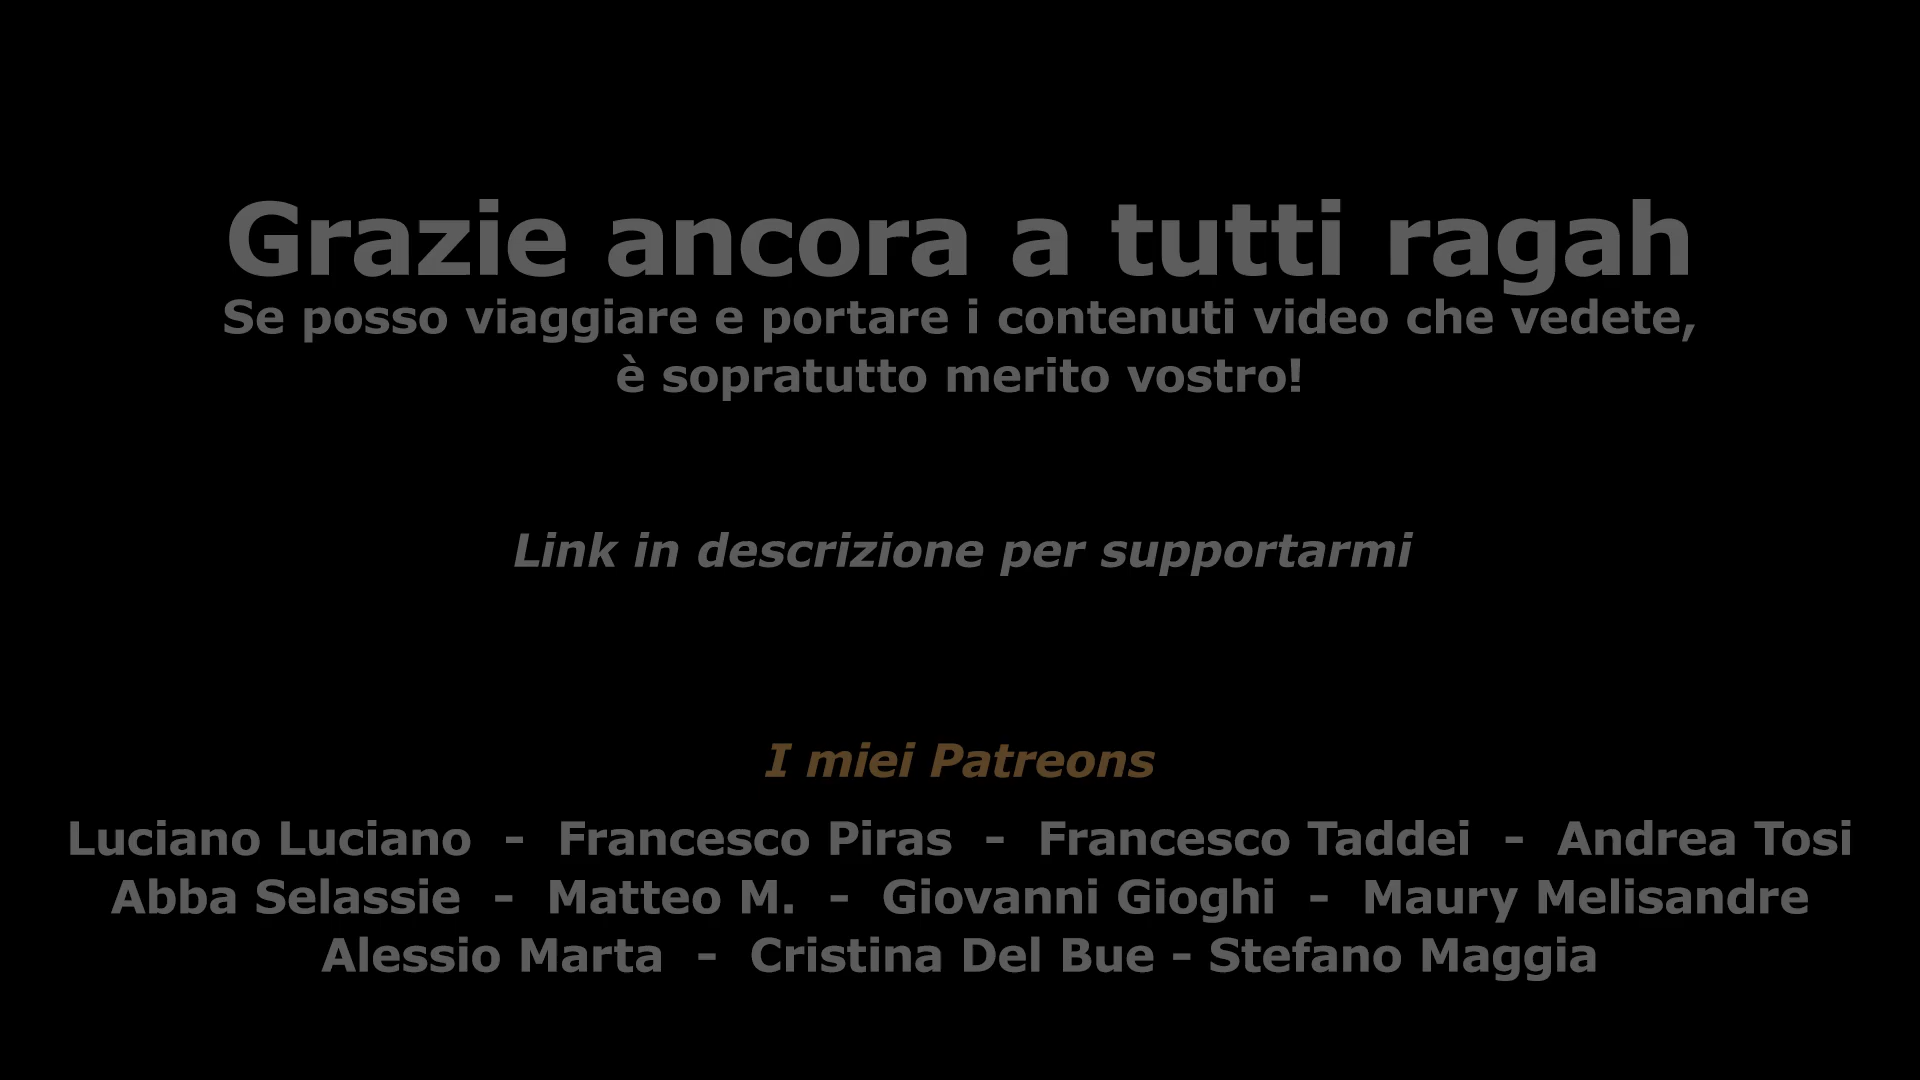 Grazie ancora a tutti ragah
Se posso viaggiare e portare i contenuti video che vedete,
è sopratutto merito vostro!
Link in descrizione per supportarmi
I miei Patreons
Luciano Luciano - Francesco Piras - Francesco Taddei - Andrea Tosi
Abba Selassie - Matteo M. - Giovanni Gioghi - Maury Melisandre
Alessio Marta - Cristina Del Bue - Stefano Maggia